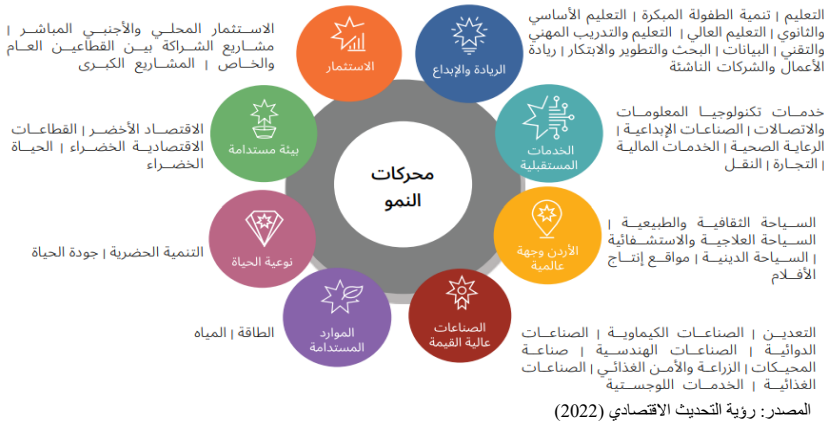 التعليم | تنمية الطفولة المبكرة | التعليم الأساسي
والثانوي | التعليم العالي | التعليم والتدريب المهني
والتقني | البيانات | البحث والتطوير والابتكار | ريادة
الأعمال والشركات الناشئة
الريادة والإبداع
الاستثمار
الاستثمار المحلي والأجنبي المباشر |
مشاريع الشراكة بين القطاعين العام
والخاص | المشاريع الكبرى
خدمات تكنولوجيا المعلومات
والاتصالات | الصناعات الإبداعية |
الرعاية الصحية | الخدمات المالية
| التجارة | النقل
الخدمات
المستقبلية
بيئة مستدامة
الاقتصاد الأخضر | القطاعات
الاقتصادية الخضراء | الحياة
الخضراء
محركات
النمو
السياحة الثقافية والطبيعية |
السياحة العلاجية والاستشفائية
| السياحة الدينية | مواقع إنتاج
الأفلام
الأردن وجهة
عالمية
نوعية الحياة
التنمية الحضرية | جودة الحياة
التعدين | الصناعات الكيماوية | الصناعات
الدوائية | الصناعات الهندسية | صناعة
المحيكات | الزراعة والأمن الغذائي | الصناعات
الغذائية | الخدمات اللوجستية
الصناعات
عالية القيمة
الموارد
المستدامة
الطاقة | المياه
المصدر: رؤية التحديث الاقتصادي (2022)